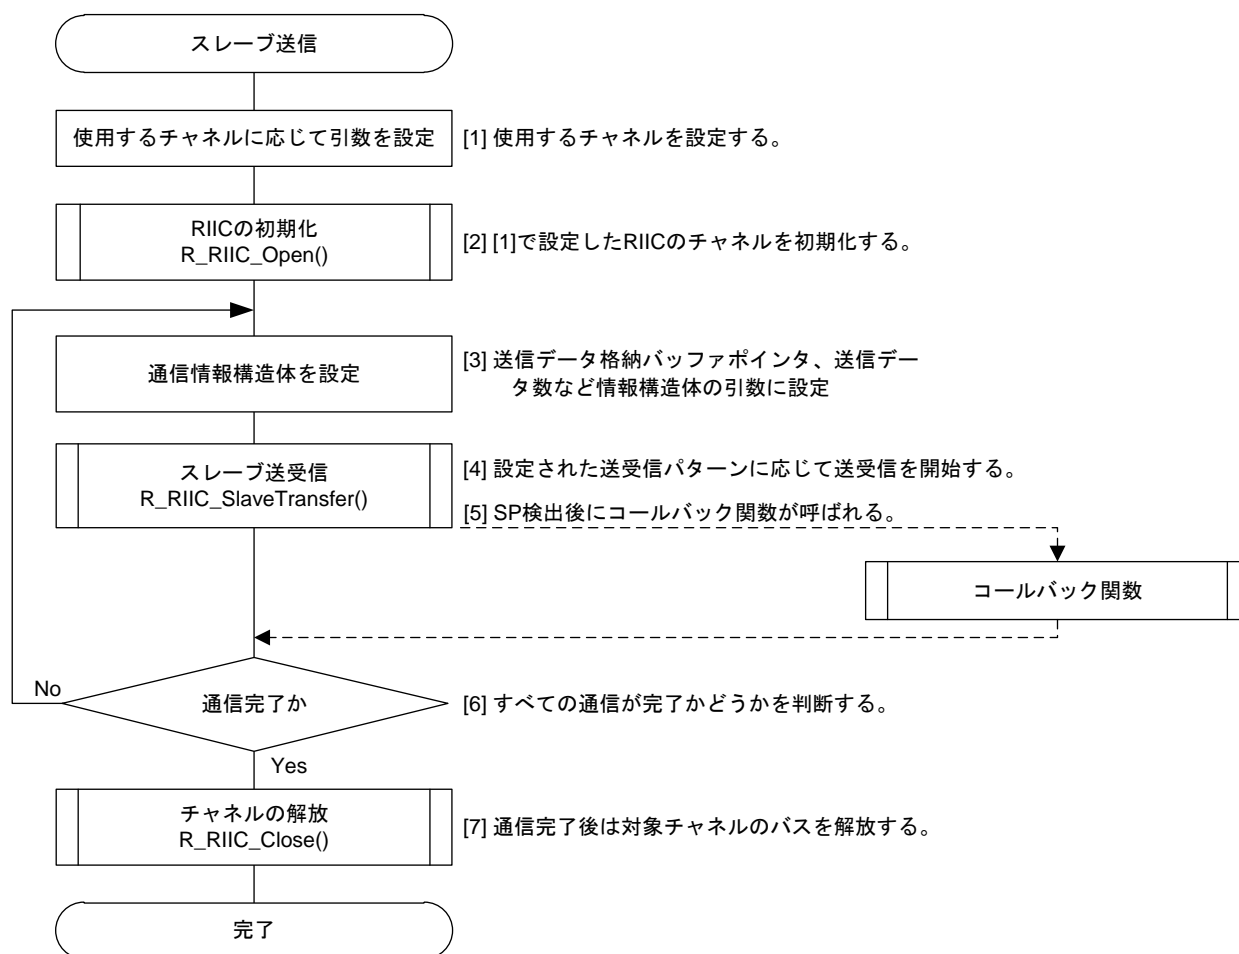 スレーブ送信
使用するチャネルに応じて引数を設定
[1] 使用するチャネルを設定する。
RIICの初期化
R_RIIC_Open()
[2] [1]で設定したRIICのチャネルを初期化する。
通信情報構造体を設定
[3] 送信データ格納バッファポインタ、送信デー
タ数など情報構造体の引数に設定
スレーブ送受信
R_RIIC_SlaveTransfer()
[4] 設定された送受信パターンに応じて送受信を開始する。
[5] SP検出後にコールバック関数が呼ばれる。
コールバック関数
No
通信完了か
[6] すべての通信が完了かどうかを判断する。
Yes
チャネルの解放
R_RIIC_Close()
[7] 通信完了後は対象チャネルのバスを解放する。
完了